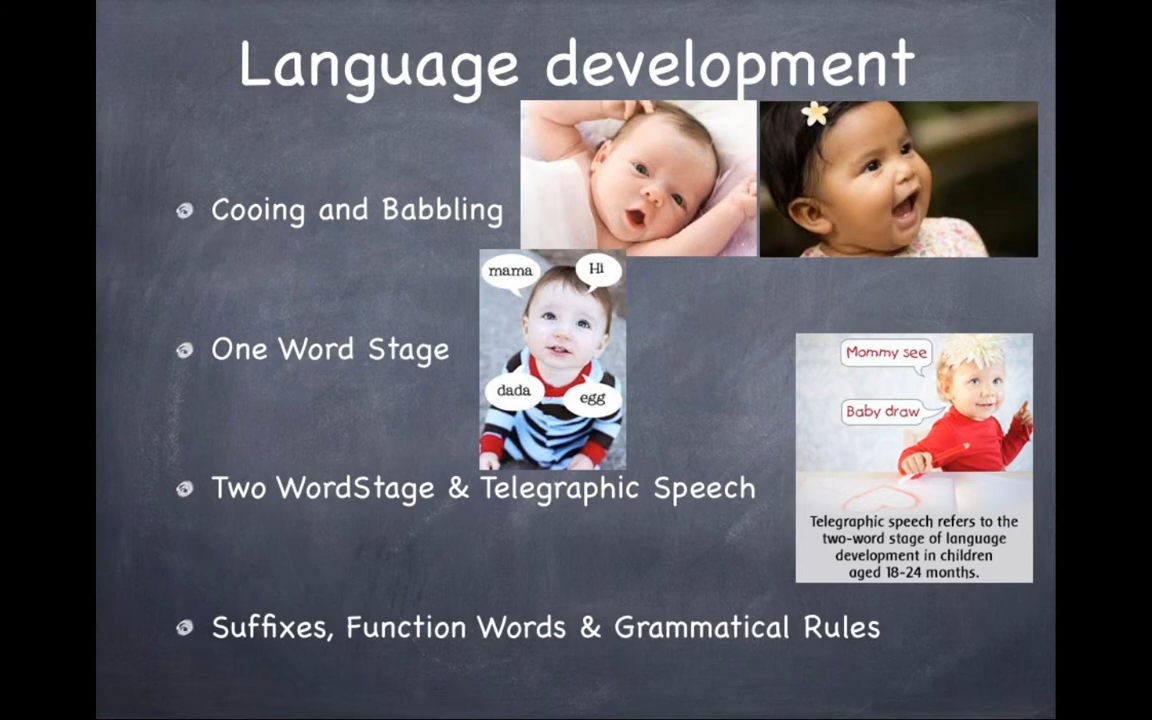 Language development
Cooing and Babbling
mama
Hi
One Word Stage
dada
egg
Mommy see
Baby draw
Two WordStage & Telegraphic Speech
Telegraphic speech refers to the
two-word stage of language
development in children
aged 18-24 months.
Suffixes, Function Words & Grammatical Rules